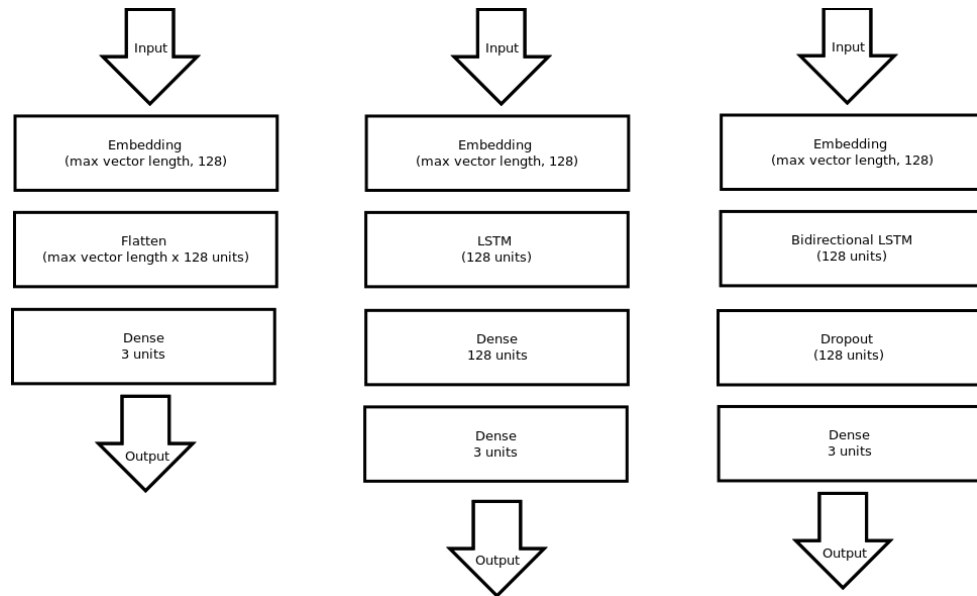 Input
Embedding
(max vector length, 128)
Flatten
(max vector length x 128 units)
Dense
3 units
Output
Input
Embedding
(max vector length, 128)
LSTM
(128 units)
Dense
128 units
Dense
3 units
Output
Input
Embedding
(max vector length, 128)
Bidirectional LSTM
(128 units)
Dropout
(128 units)
Dense
3 units
Output